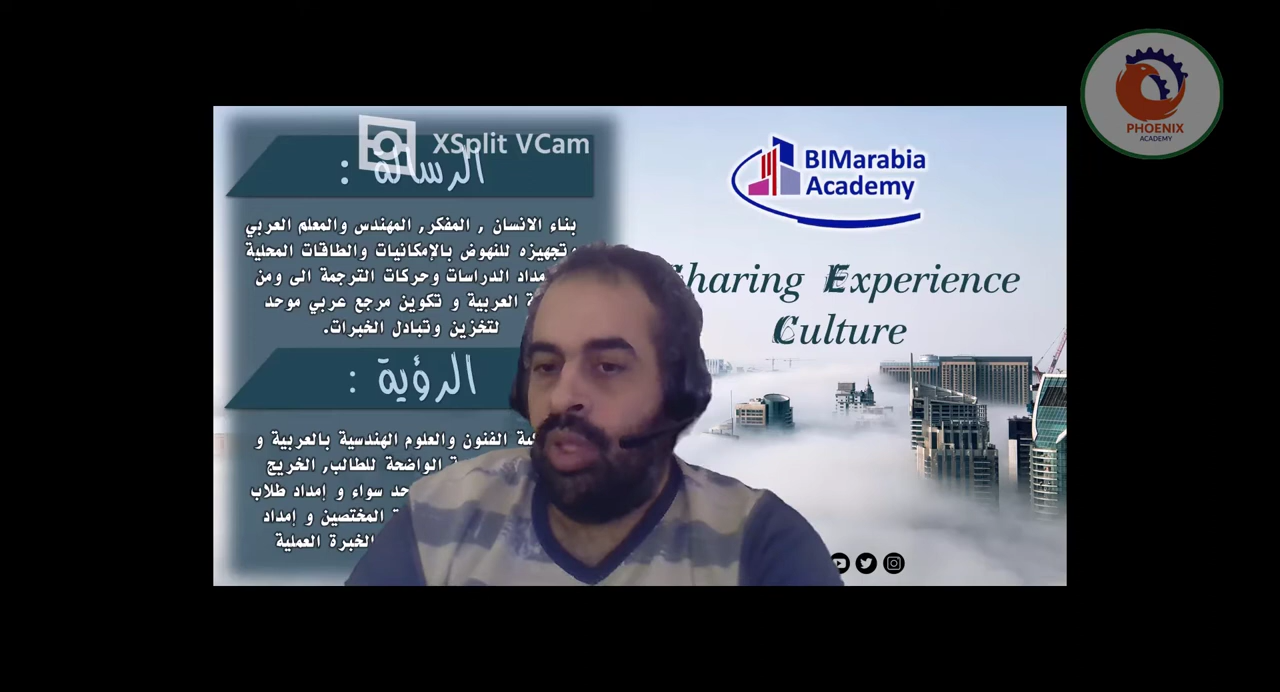 PHOENIX
ACADEMY
XSplit VCam
الرسالة :
بناء الانسان , المفكر, المهندس والمعلم العربي
وتجهيزه للنهوض بالإمكانيات والطاقات المحلية
مداد الدراسات وحركات الترجمة الى ومن
العربية و تكوين مرجع عربي موحد
لتخزين وتبادل الخبرات.
الرؤية :
الفنون والعلوم الهندسية بالعربية و
الواضحة للطالب, الخريج
حد سواء و إمداد طلاب
المختصين و إمداد
الخبرة العملية
BIMarabia
Academy
Sharing Experience
Culture